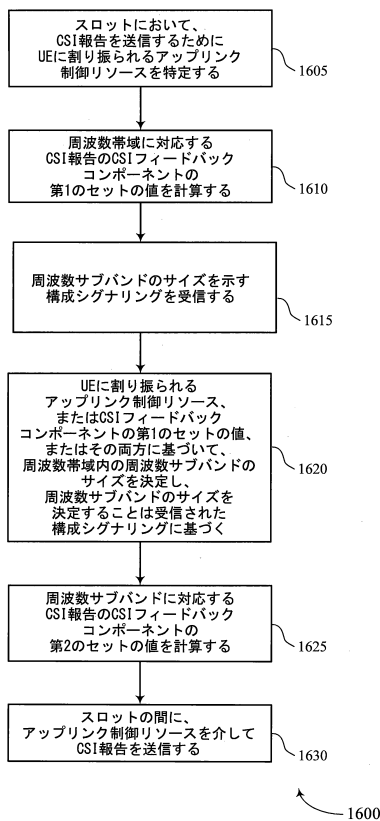 スロットにおいて、
CSI報告を送信するために
UEに割り振られるアップリンク
制御リソースを特定する
1605
周波数帯域に対応する
CSI報告のCSIフィードバック
コンポーネントの
第1のセットの値を計算する
1610
周波数サブバンドのサイズを示す
構成シグナリングを受信する
1615
UEに割り振られる
アップリンク制御リソース、
またはCSIフィードバック
コンポーネントの第1のセットの値、
またはその両方に基づいて、
周波数帯域内の周波数サブバンドの
サイズを決定し、
周波数サブバンドのサイズを
決定することは受信された
構成シグナリングに基づく
1620
周波数サブバンドに対応する
CSI報告のCSIフィードバック
コンポーネントの
第2のセットの値を計算する
1625
スロットの間に、
アップリンク制御リソースを介して
CSI報告を送信する
1630
1600